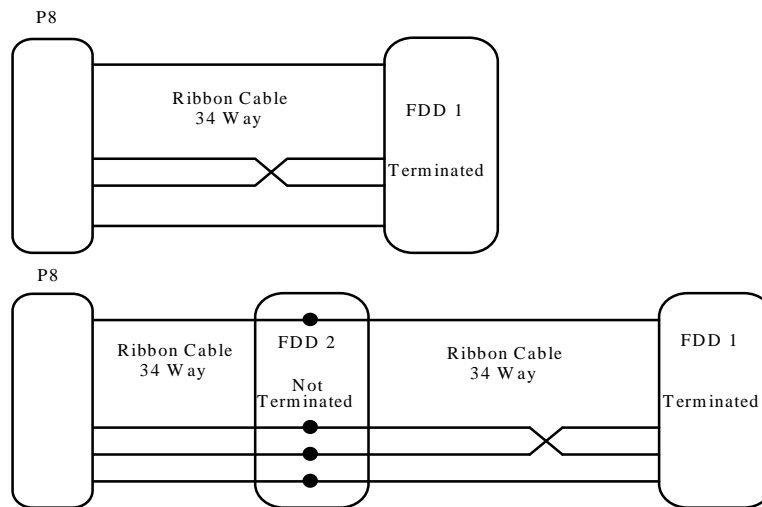 P8
Ribbon Cable
34 Way
FDD 1
Terminated
P8
Ribbon Cable
34 Way
FDD 2
Not
Terminated
Ribbon Cable
34 Way
FDD 1
Terminated